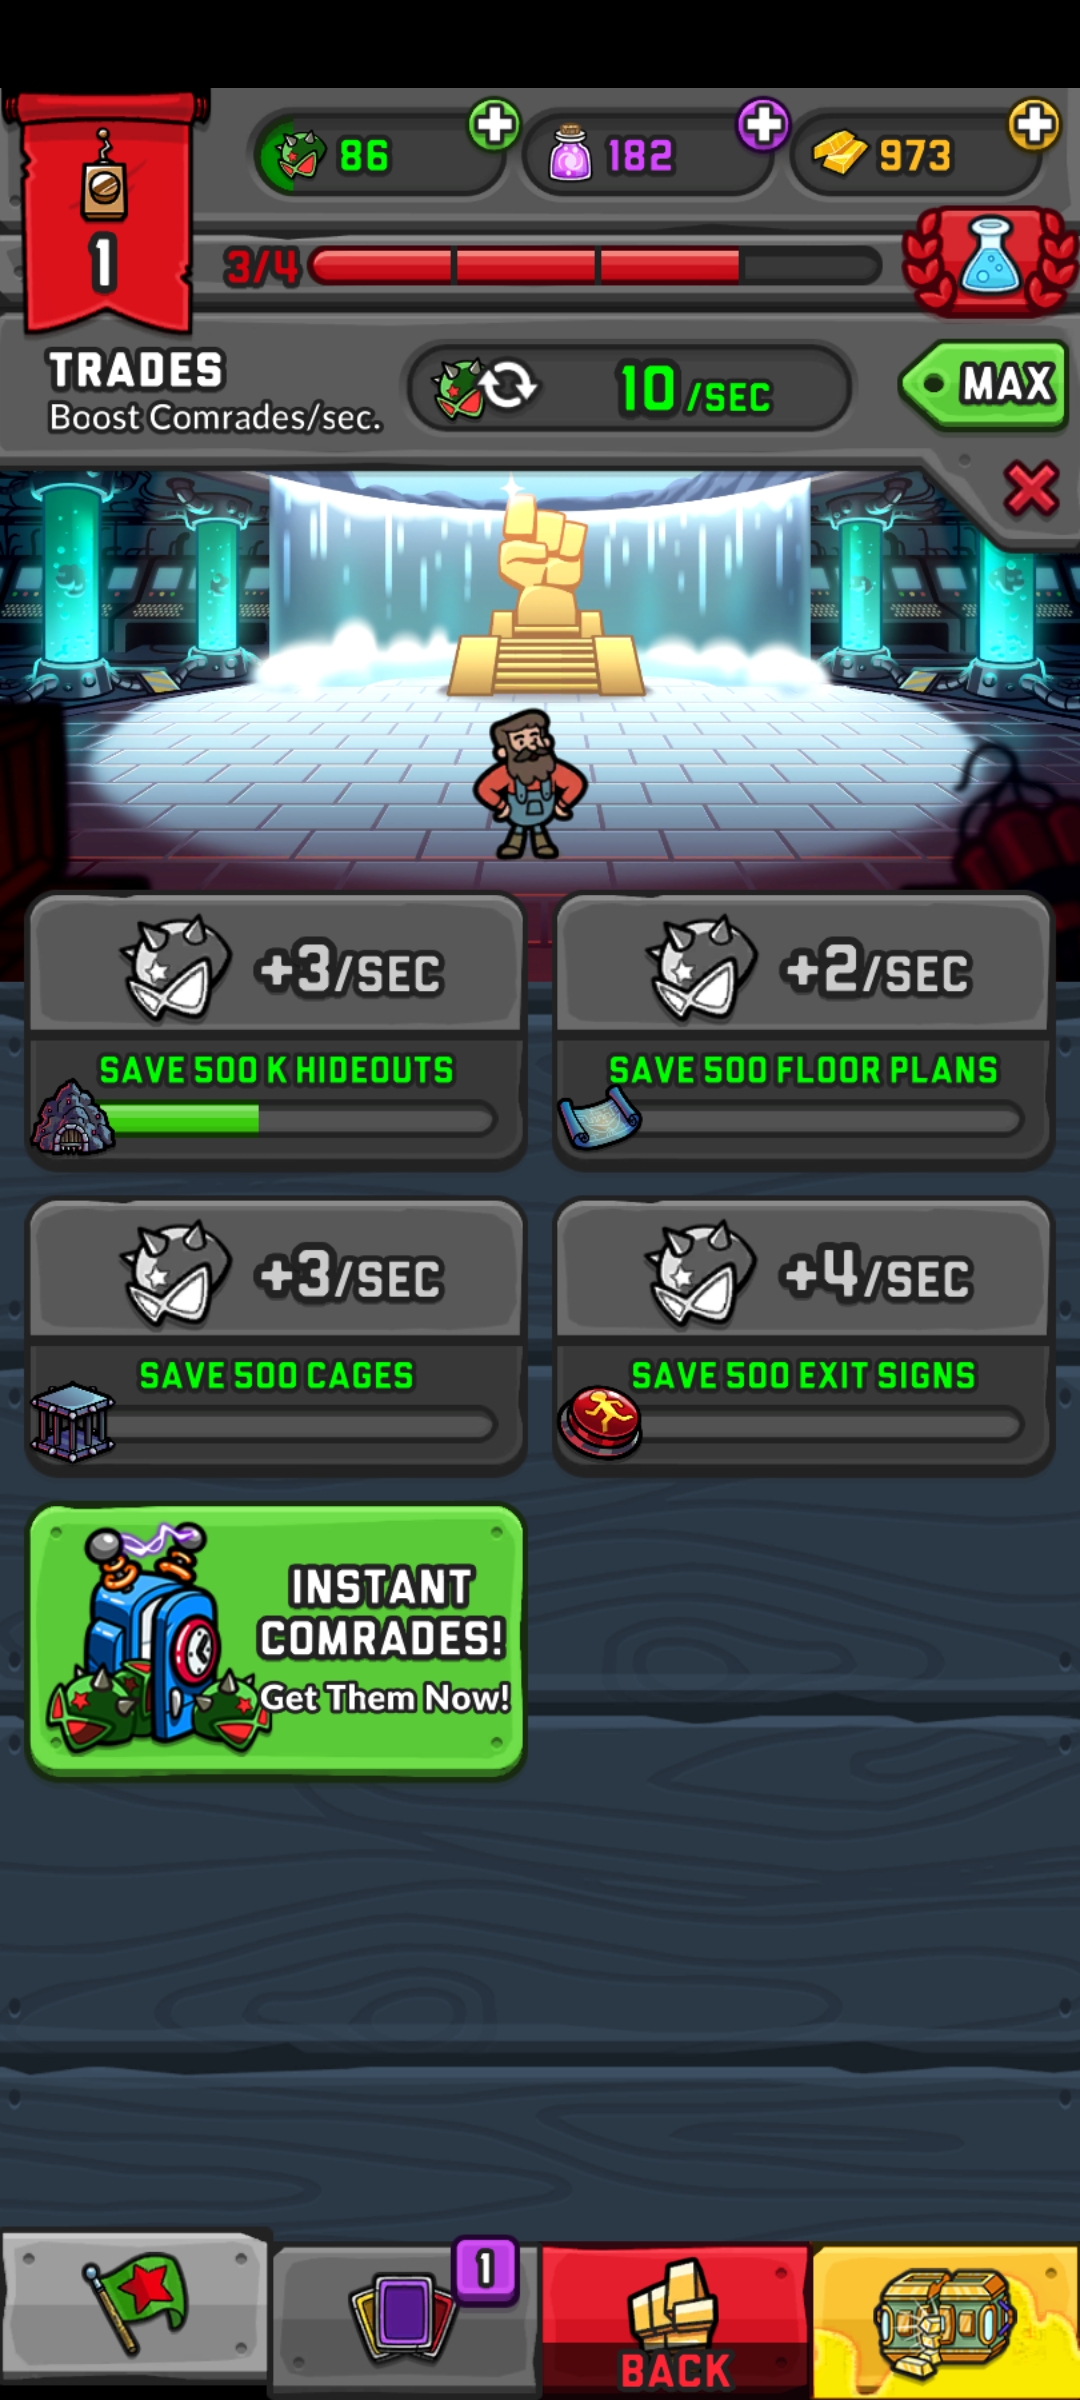 86
182
973
1
3/4
TRADES
Boost Comrades/sec.
10 /SEC
MAX
+3/SEC
+2/SEC
SAVE 500 K HIDEOUTS
SAVE 500 FLOOR PLANS
+3/SEC
+4/SEC
SAVE 500 CAGES
SAVE 500 EXIT SIGNS
INSTANT
COMRADES!
Get Them Now!
1
BACK